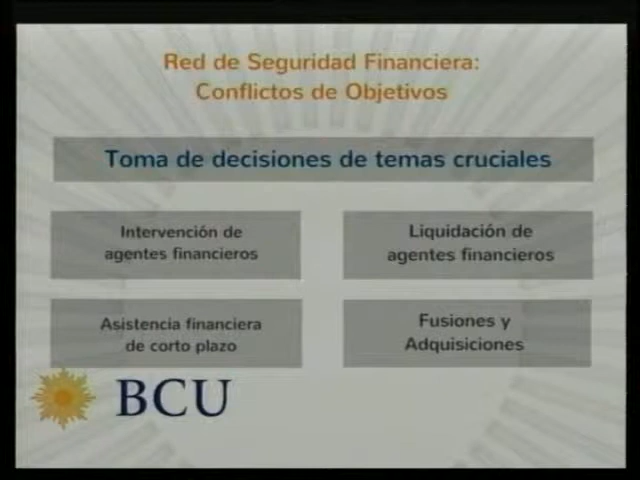 Red de Seguridad Financiera:
Conflictos de Objetivos
Toma de decisiones de temas cruciales
Intervención de
agentes financieros
Liquidación de
agentes financieros
Asistencia financiera
de corto plazo
Fusiones y
Adquisiciones
BCU